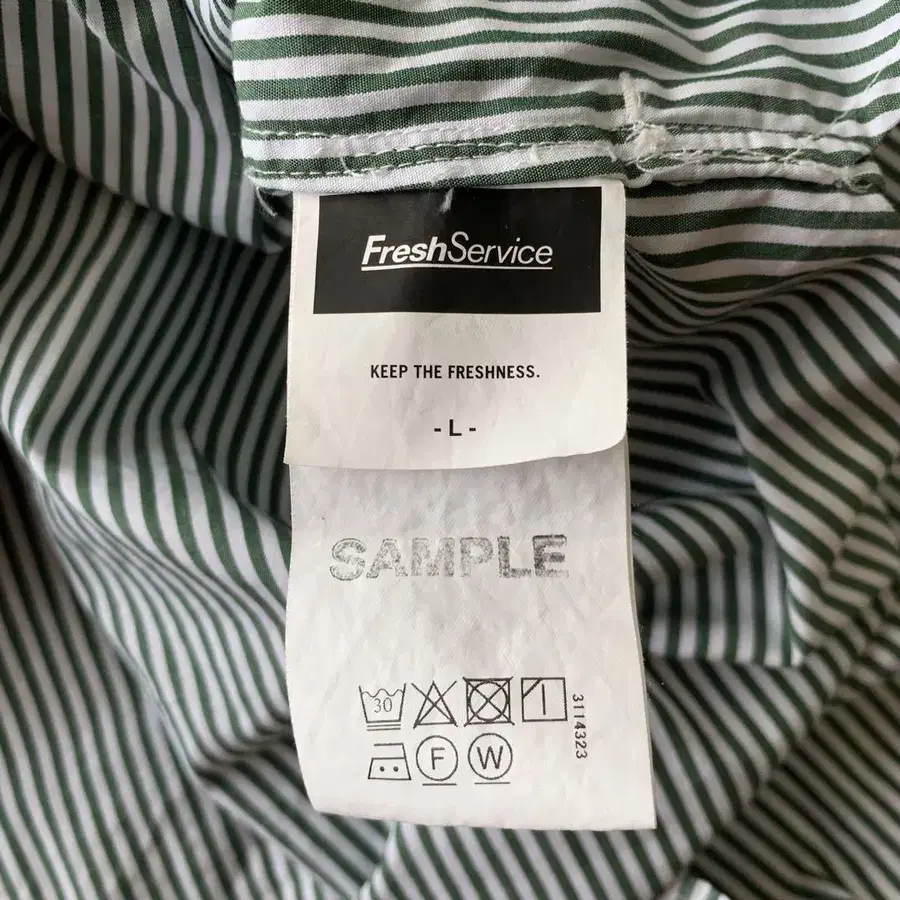 FreshService
KEEP THE FRESHNESS.
- L -
SAMPLE
30
3114323
F
W